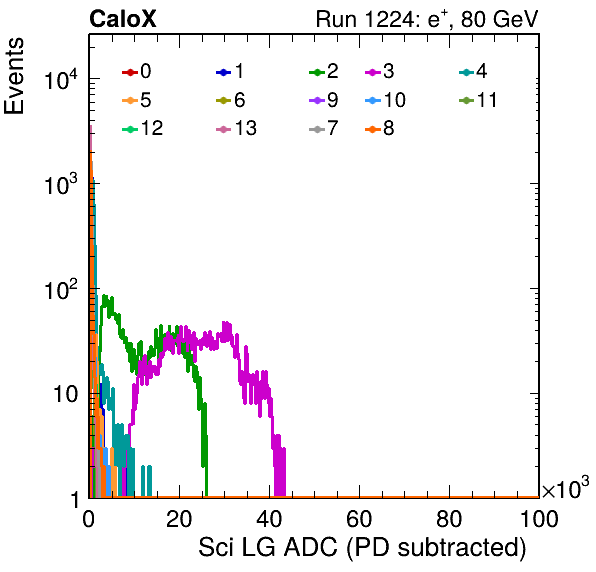 CaloX Run 1224: e⁺, 80 GeV
Events
10⁴
10³
10²
10
1
0 1 2 3 4
5 6 9 10 11
12 13 7 8
0 20 40 60 80 100
×10³
Sci LG ADC (PD subtracted)